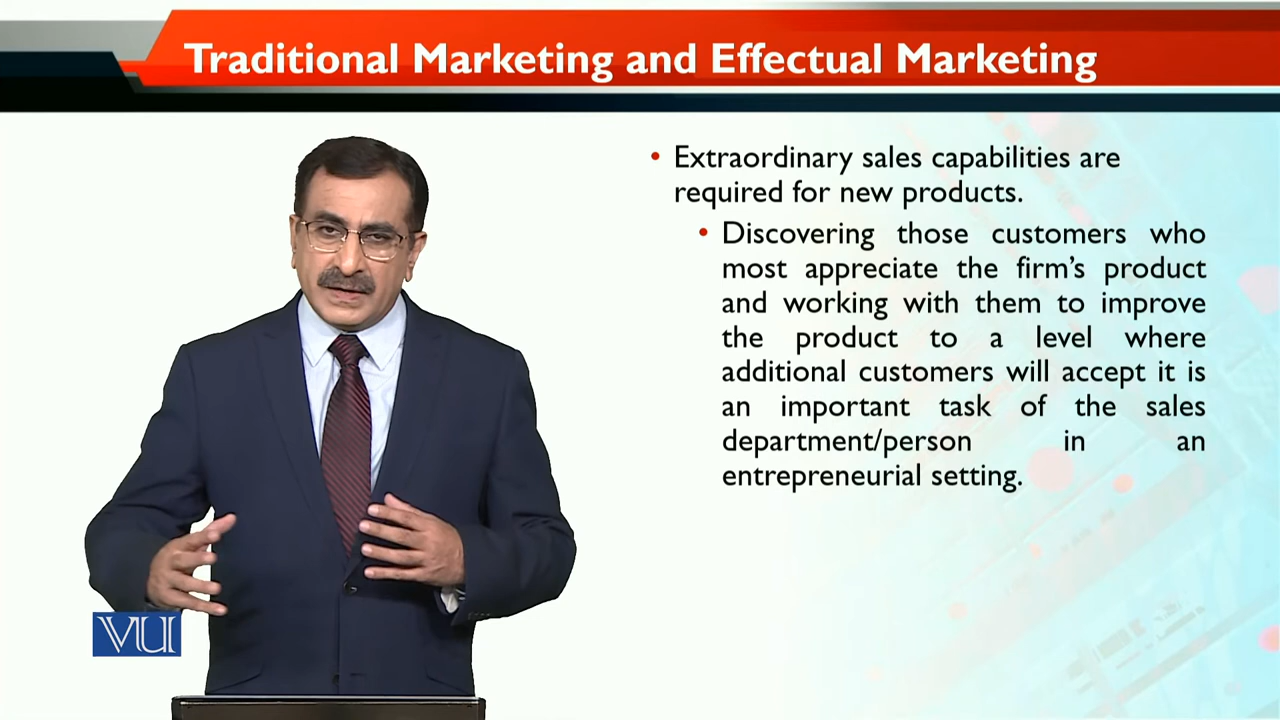 Traditional Marketing and Effectual Marketing
• Extraordinary sales capabilities are
required for new products.
• Discovering those customers who
most appreciate the firm's product
and working with them to improve
the product to a level where
additional customers will accept it is
an important task of the sales
department/person in an
entrepreneurial setting.
VU